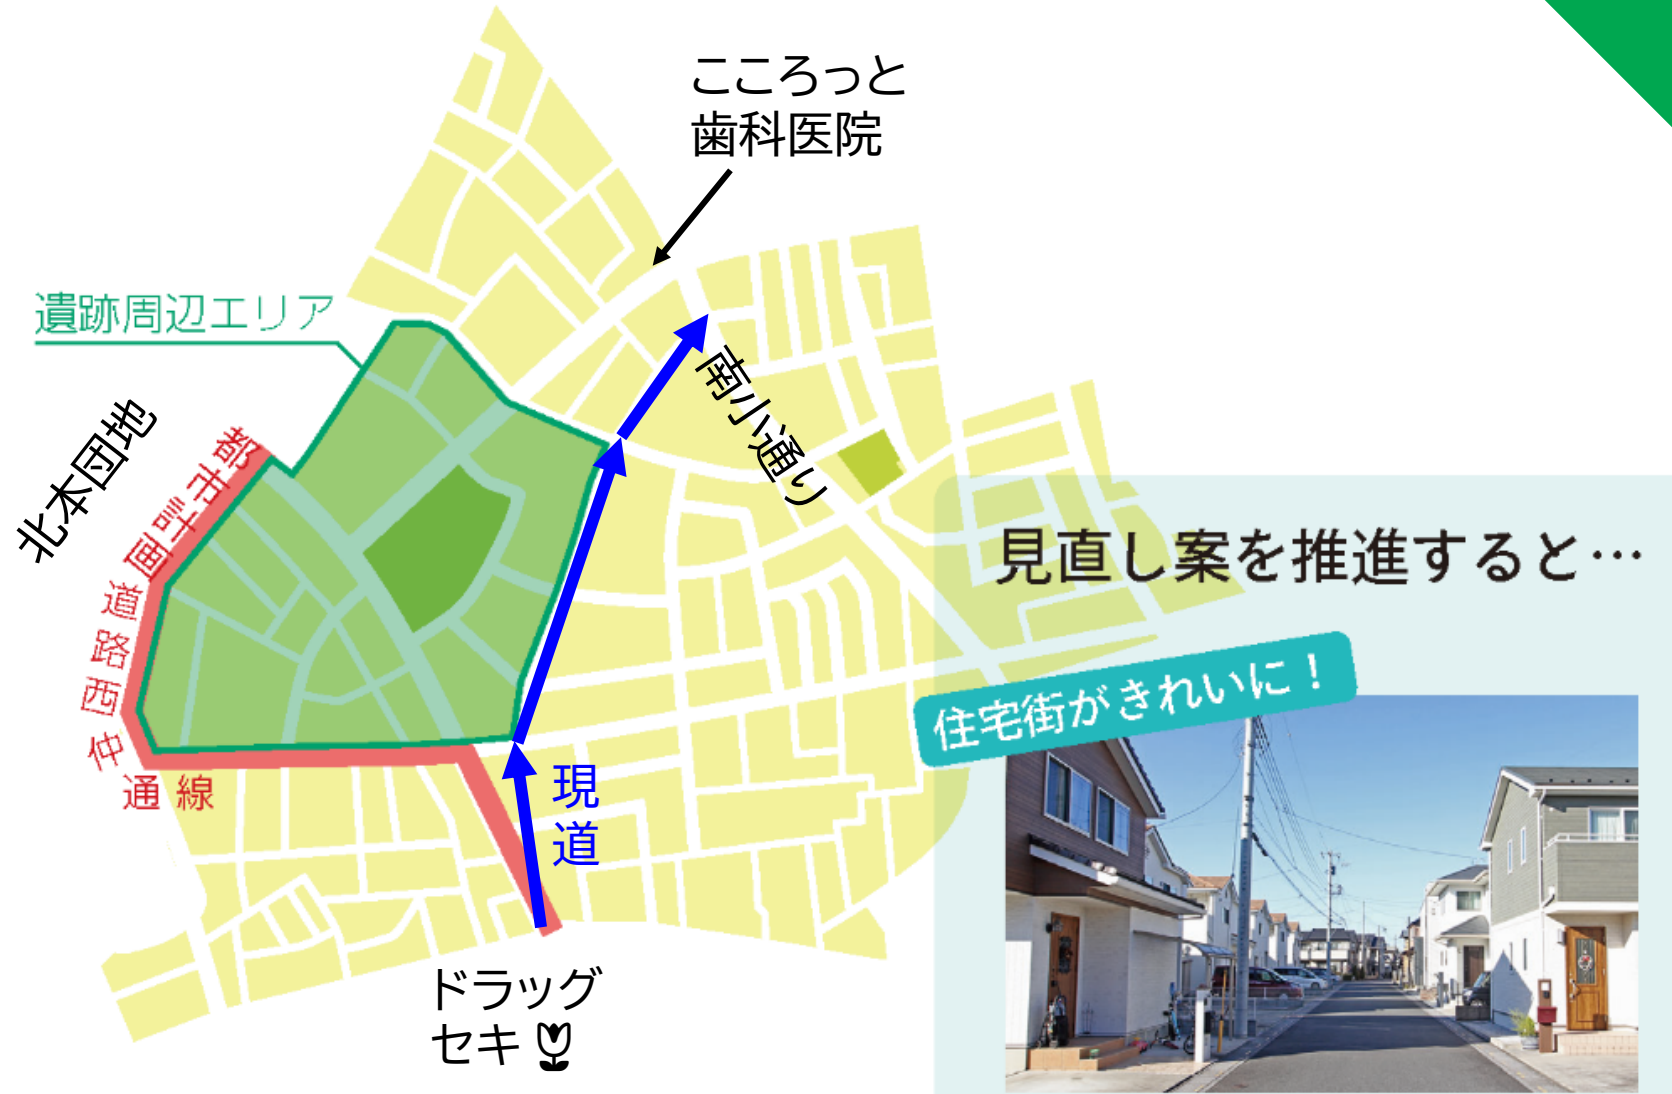 こころっと
歯科医院
遺跡周辺エリア
北本団地
都市計画道路西仲通線
南小通り
現道
ドラッグ
セキ
見直し案を推進すると…
住宅街がきれいに！